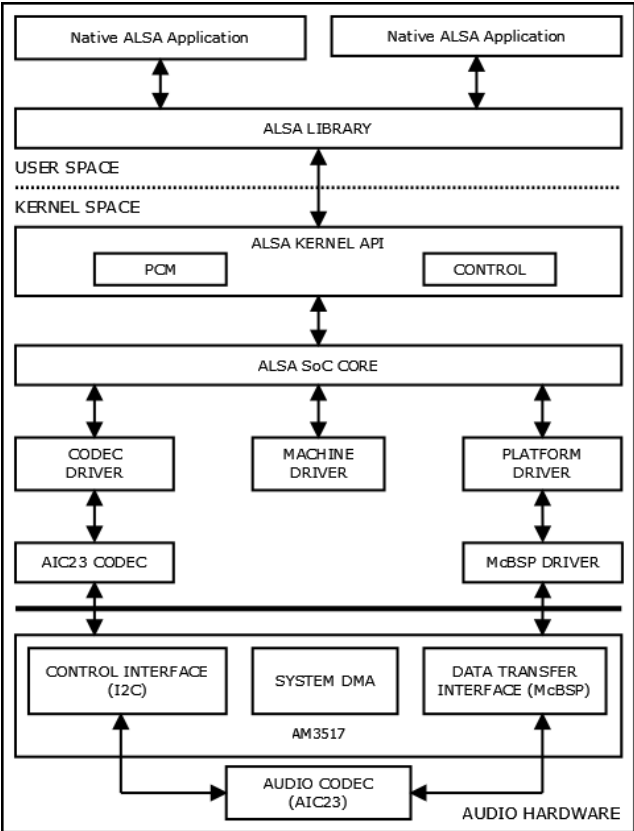 Native ALSA Application
Native ALSA Application
ALSA LIBRARY
USER SPACE
KERNEL SPACE
ALSA KERNEL API
PCM
CONTROL
ALSA SoC CORE
CODEC
DRIVER
MACHINE
DRIVER
PLATFORM
DRIVER
AIC23 CODEC
McBSP DRIVER
CONTROL INTERFACE
(I2C)
SYSTEM DMA
DATA TRANSFER
INTERFACE (McBSP)
AM3517
AUDIO CODEC
(AIC23)
AUDIO HARDWARE